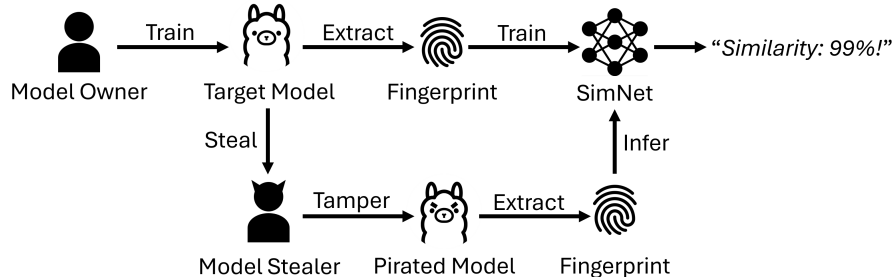 Train
Extract
Train
“Similarity: 99%!”
Model Owner
Target Model
Fingerprint
SimNet
Steal
Infer
Tamper
Extract
Model Stealer
Pirated Model
Fingerprint